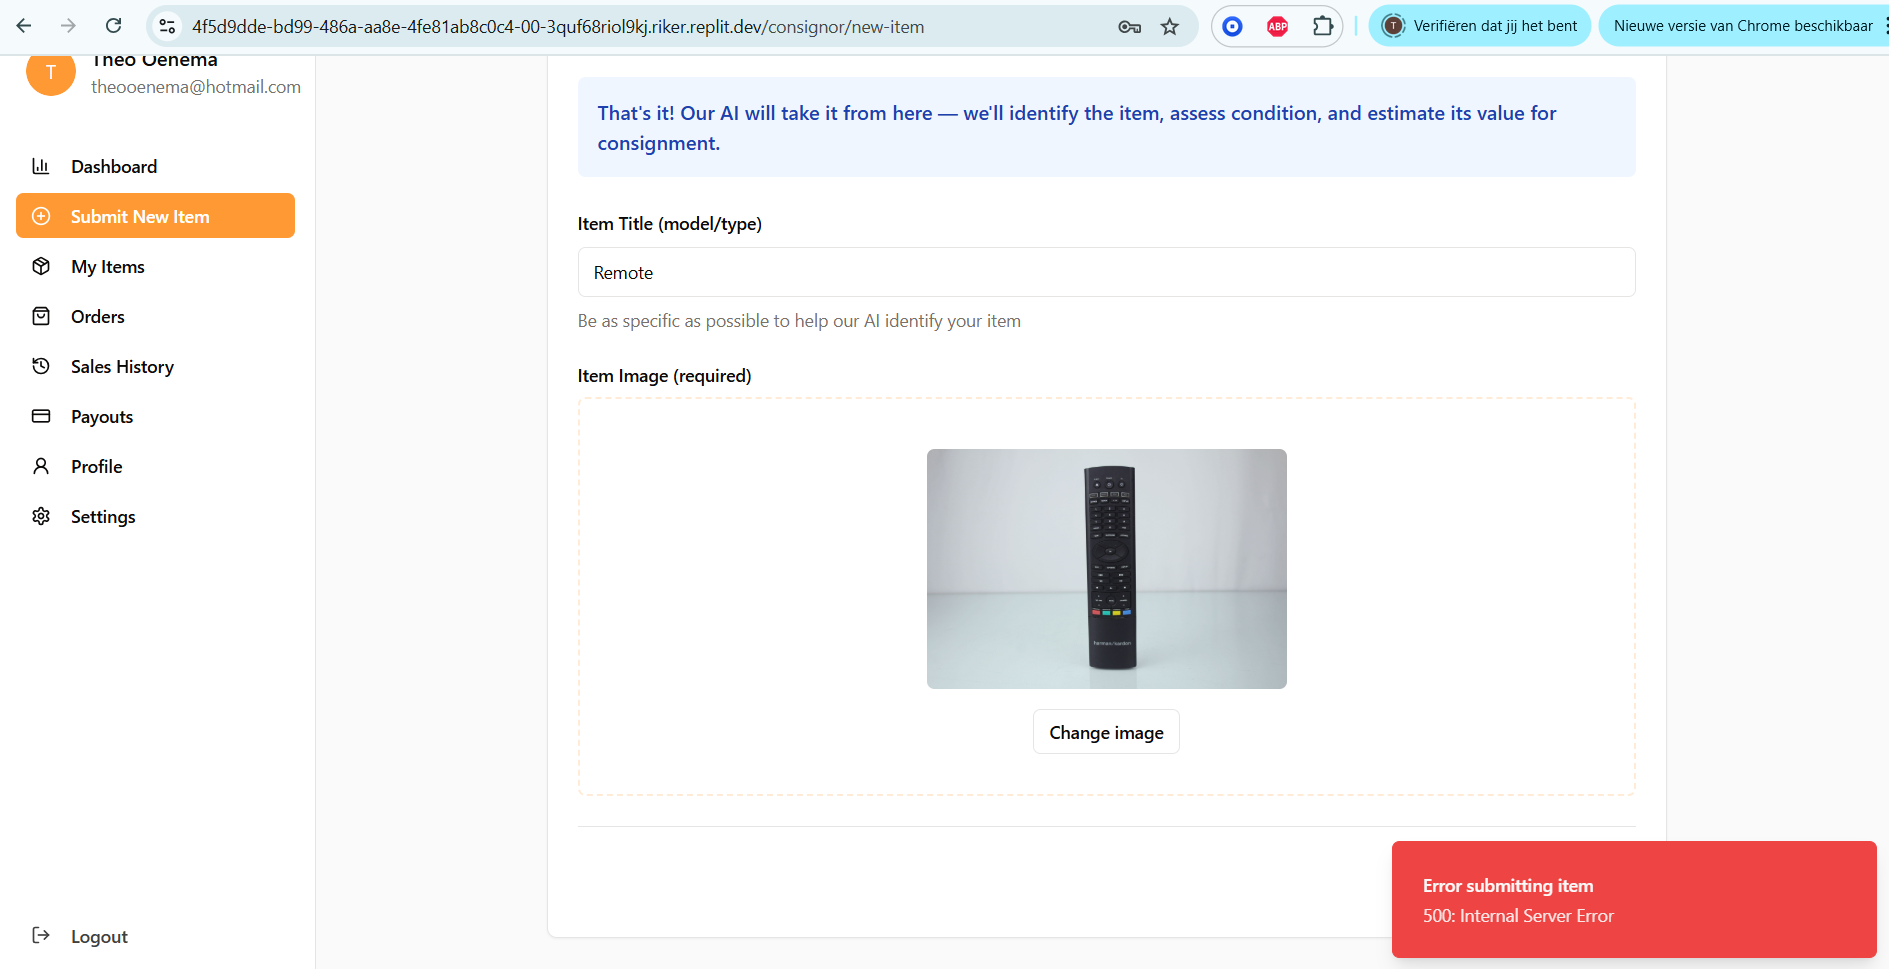 4f5d9dde-bd99-486a-aa8e-4fe81ab8c0c4-00-3quf68riol9kj.riker.replit.dev/consignor/new-item
ABP
T
Verifiëren dat jij het bent
Nieuwe versie van Chrome beschikbaar
T
Theo Oenema
theooenema@hotmail.com
Dashboard
Submit New Item
My Items
Orders
Sales History
Payouts
Profile
Settings
Logout
That's it! Our AI will take it from here — we'll identify the item, assess condition, and estimate its value for
consignment.
Item Title (model/type)
Remote
Be as specific as possible to help our AI identify your item
Item Image (required)
harman/kardon
Change image
Error submitting item
500: Internal Server Error